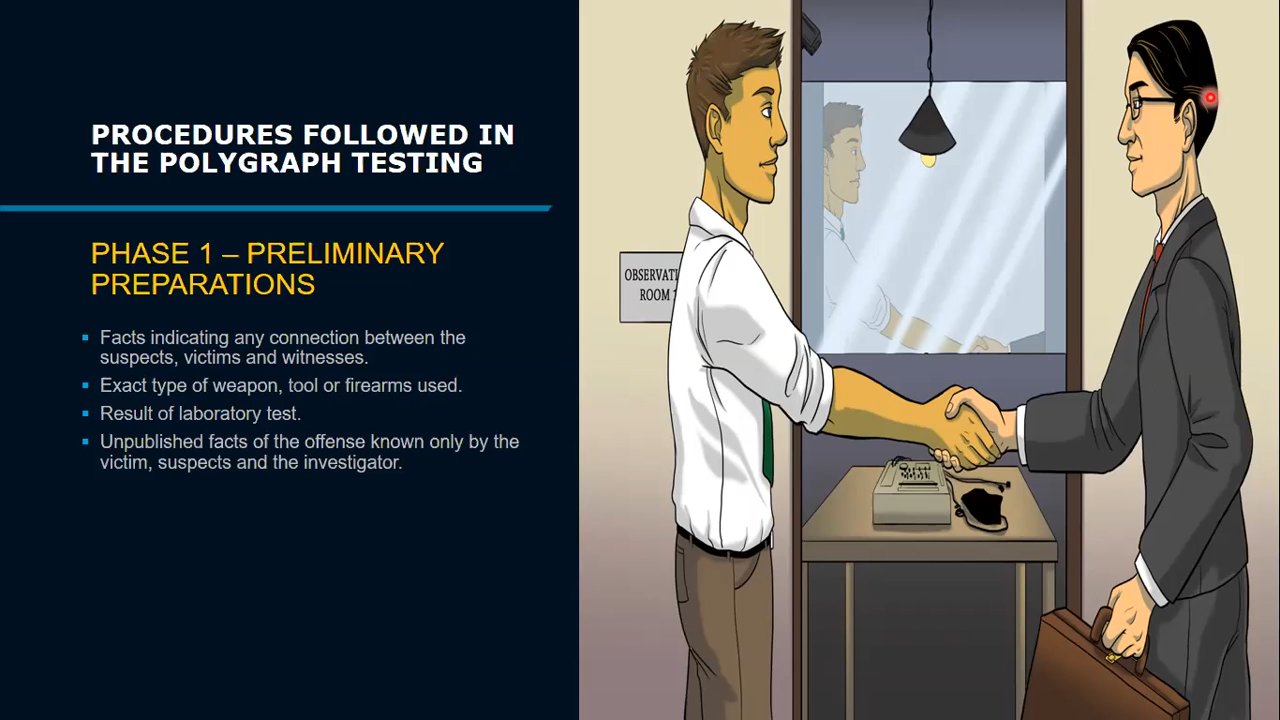 PROCEDURES FOLLOWED IN
THE POLYGRAPH TESTING
PHASE 1 – PRELIMINARY
PREPARATIONS
▪ Facts indicating any connection between the
suspects, victims and witnesses.
▪ Exact type of weapon, tool or firearms used.
▪ Result of laboratory test.
▪ Unpublished facts of the offense known only by the
victim, suspects and the investigator.
OBSERVATI
ROOM